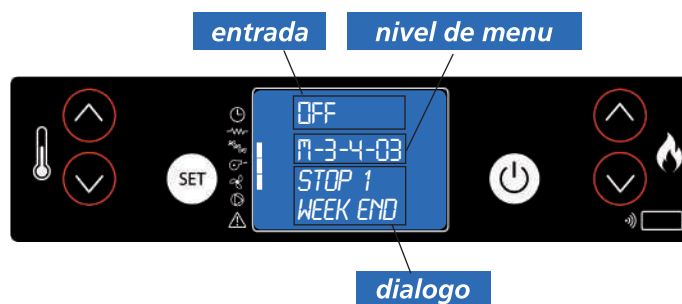 entrada
nivel de menu
OFF
M-3-4-03
STOP 1
WEEK END
SET
dialogo